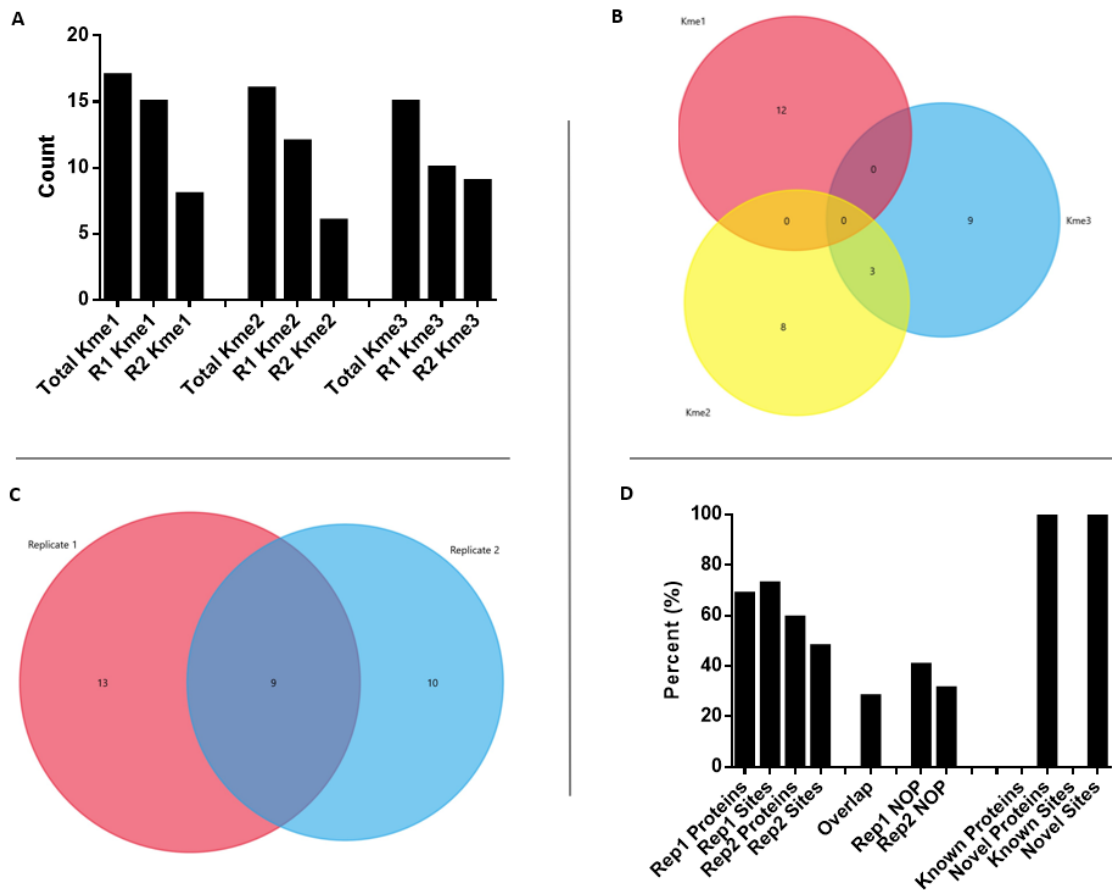 A
20
15
10
5
0
Count
Total Kme1
R1 Kme1
R2 Kme1
Total Kme2
R1 Kme2
R2 Kme2
Total Kme3
R1 Kme3
R2 Kme3
B
Kme1
12
0
0
0
9
Kme3
3
8
Kme2
C
Replicate 1
Replicate 2
13
9
10
D
100
80
60
40
20
0
Percent (%)
Rep1 Proteins
Rep1 Sites
Rep2 Proteins
Rep2 Sites
Overlap
Rep1 NOP
Rep2 NOP
Known Proteins
Novel Proteins
Known Sites
Novel Sites